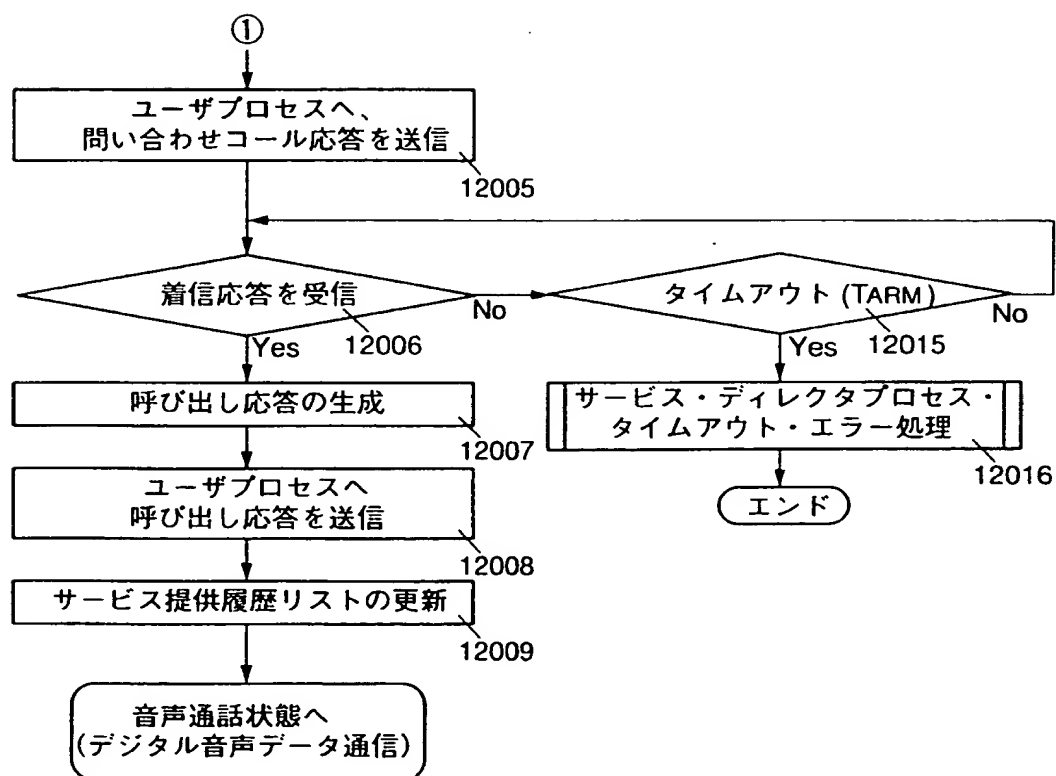 ①
ユーザプロセスへ、
問い合わせコール応答を送信
12005
着信応答を受信
No
12006
Yes
タイムアウト(TARM)
No
12015
Yes
呼び出し応答の生成
12007
サービス・ディレクタプロセス・
タイムアウト・エラー処理
12016
ユーザプロセスへ
呼び出し応答を送信
12008
エンド
サービス提供履歴リストの更新
12009
音声通話状態へ
(デジタル音声データ通信)